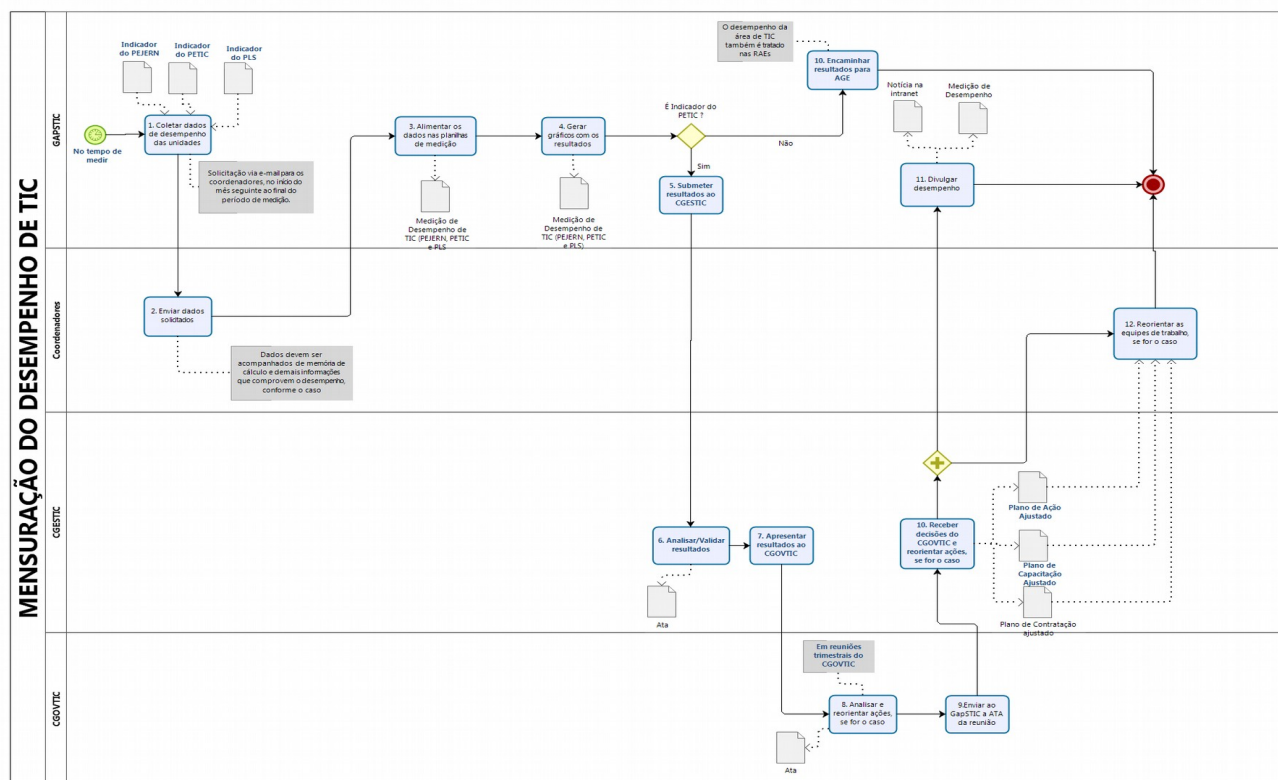 MENSURAÇÃO DO DESEMPENHO DE TIC
GAPSTIC
Indicador
do PEJERN
Indicador
do PETIC
Indicador
do PLS
No tempo de
medir
1. Coletar dados
de desempenho
das unidades
Solicitação via e-mail para os
coordenadores, no início do
mês seguinte ao final do
período de medição.
3. Alimentar os
dados nas planilhas
de medição
Medição de
Desempenho de
TIC (PEJERN, PETIC
e PLS
4. Gerar
gráficos com os
resultados
Medição de
Desempenho de
TIC (PEJERN, PETIC
e PLS)
É Indicador do
PETIC ?
Não
Sim
5. Submeter
resultados ao
CGESTIC
O desempenho da
área de TIC
também é tratado
nas RAEs
10. Encaminhar
resultados para
AGE
Notícia na
intranet
Medição de
Desempenho
11. Divulgar
desempenho
Coordenadores
2. Enviar dados
solicitados
Dados devem ser
acompanhados de memória de
cálculo e demais informações
que comprovem o desempenho,
conforme o caso
12. Reorientar as
equipes de trabalho,
se for o caso
CGESTIC
6. Analisar/Validar
resultados
Ata
7. Apresentar
resultados ao
CGOVTIC
10. Receber
decisões do
CGOVTIC e
reorientar ações,
se for o caso
Plano de Ação
Ajustado
Plano de
Capacitação
Ajustado
Plano de Contratação
ajustado
CGOVTIC
Em reuniões
trimestrais do
CGOVTIC
8. Analisar e
reorientar ações,
se for o caso
Ata
9.Enviar ao
GapSTIC a ATA
da reunião